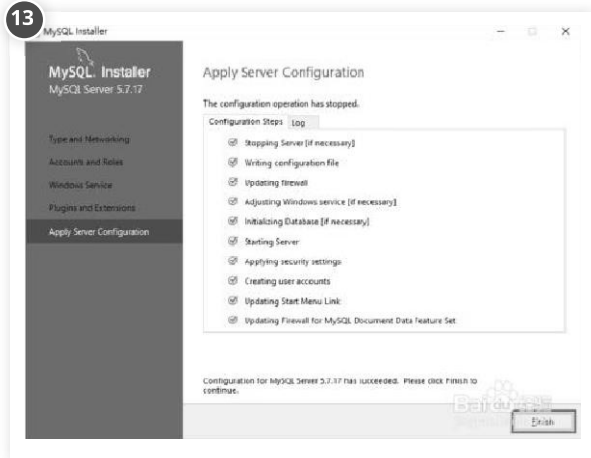 13
MySQL Installer
MySQL. Installer
MySQL Server 5.7.17
Apply Server Configuration
The configuration operation has stopped.
Configuration Steps Log
Type and Networking
Accounts and Roles
Windows Service
Plugins and Extensions
Apply Server Configuration
Stopping Server [if necessary]
Writing configuration file
Updating firewall
Adjusting Windows service [if necessary]
Initializing Database [if necessary]
Starting Server
Applying security settings
Creating user accounts
Updating Start Menu Link
Updating Firewall for MySQL Document Data Feature Set
Configuration for MySQL Server 5.7.17 has succeeded. Please click Finish to
continue.
Finish